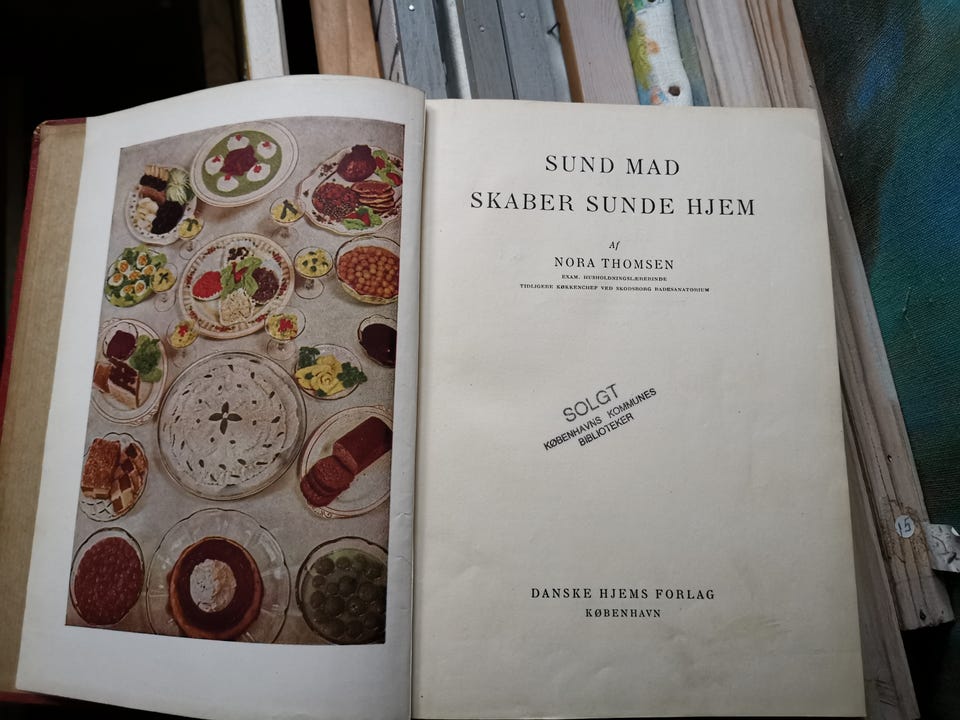 SUND MAD
SKABER SUNDE HJEM
Af
NORA THOMSEN
EXAM. HUSHOLDNINGSLÆRERINDE
TIDLIGERE KØKKENCHEF VED SKODSBORG BADESANATORIUM
SOLGT
KØBENHAVNS KOMMUNES
BIBLIOTEKER
DANSKE HJEMS FORLAG
KØBENHAVN
15